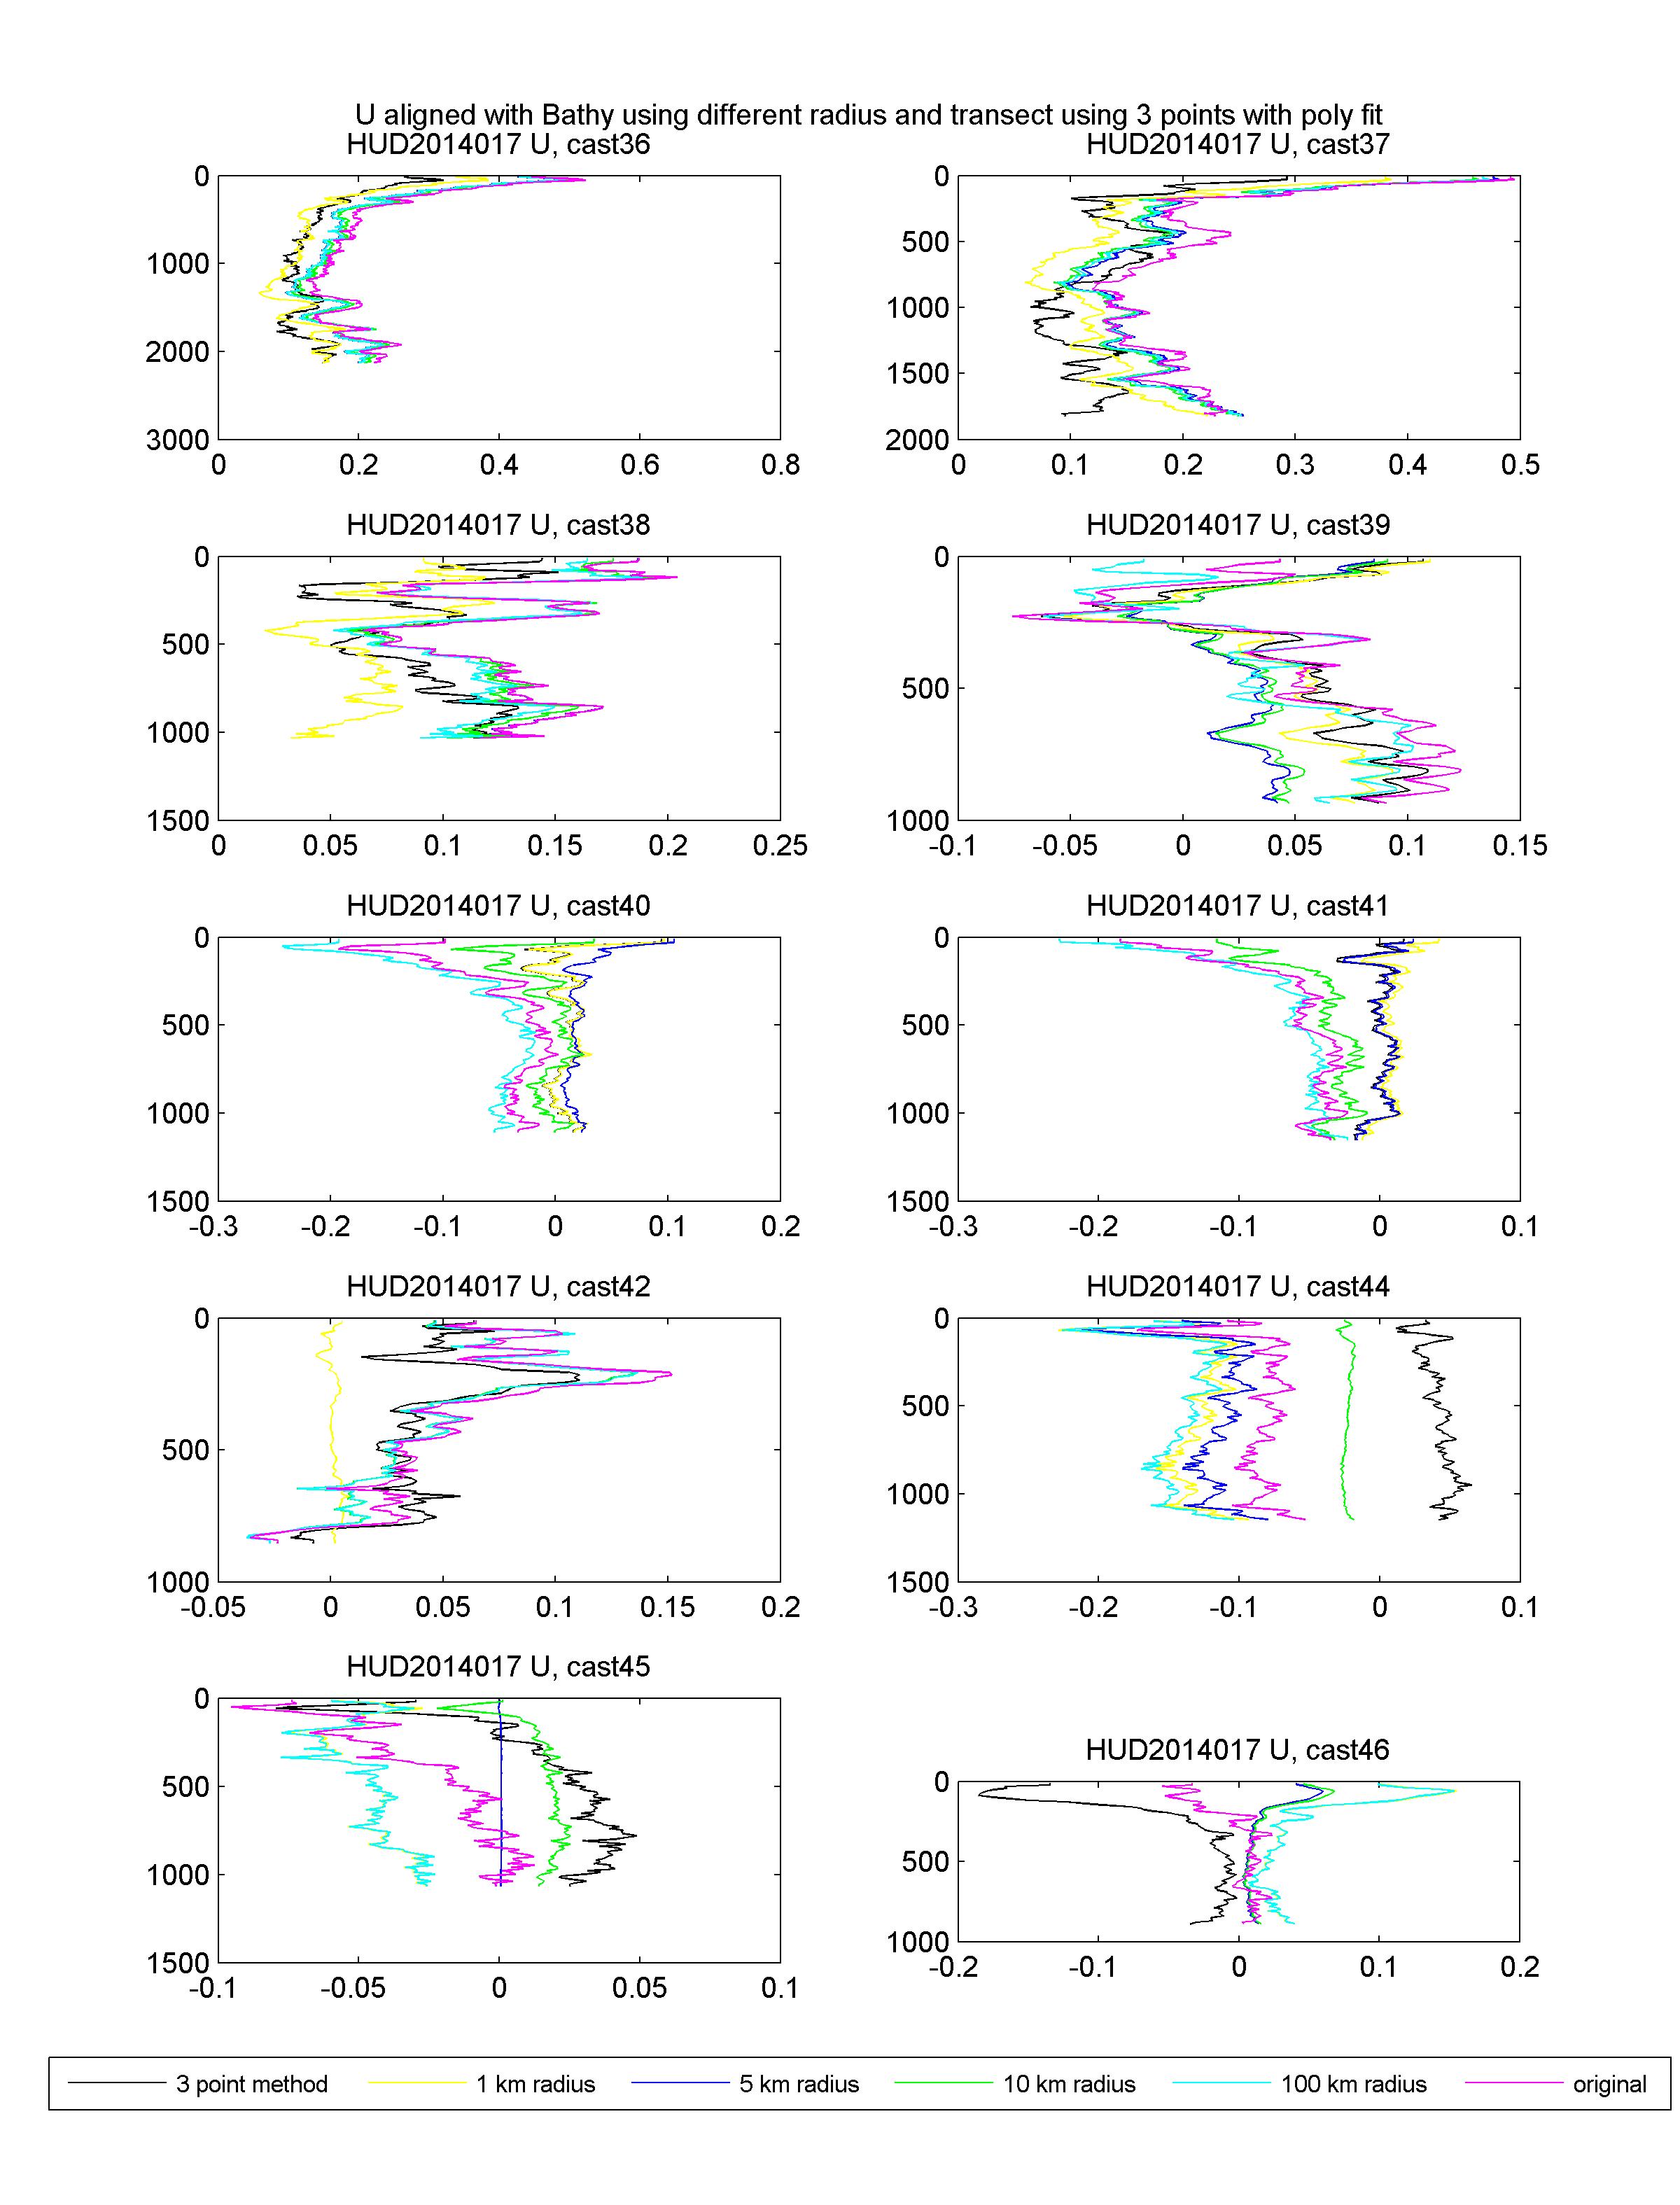 U aligned with Bathy using different radius and transect using 3 points with poly fit
HUD2014017 U, cast36
0
1000
2000
3000
0 0.2 0.4 0.6 0.8
HUD2014017 U, cast37
0
500
1000
1500
2000
0 0.1 0.2 0.3 0.4 0.5
HUD2014017 U, cast38
0
500
1000
1500
0 0.05 0.1 0.15 0.2 0.25
HUD2014017 U, cast39
0
500
1000
-0.1 -0.05 0 0.05 0.1 0.15
HUD2014017 U, cast40
0
500
1000
1500
-0.3 -0.2 -0.1 0 0.1 0.2
HUD2014017 U, cast41
0
500
1000
1500
-0.3 -0.2 -0.1 0 0.1
HUD2014017 U, cast42
0
500
1000
-0.05 0 0.05 0.1 0.15 0.2
HUD2014017 U, cast44
0
500
1000
1500
-0.3 -0.2 -0.1 0 0.1
HUD2014017 U, cast45
0
500
1000
1500
-0.1 -0.05 0 0.05 0.1
HUD2014017 U, cast46
0
500
1000
-0.2 -0.1 0 0.1 0.2
3 point method 1 km radius 5 km radius 10 km radius 100 km radius original